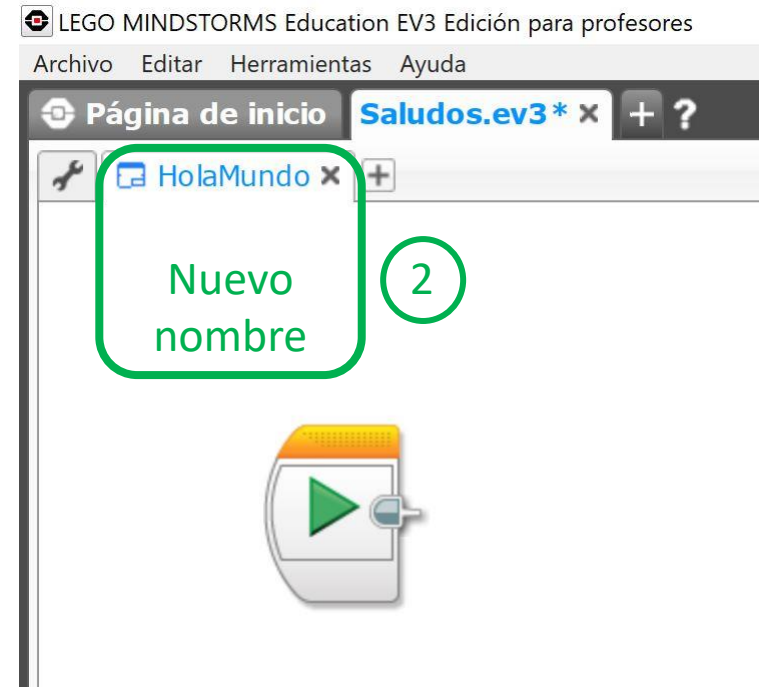 LEGO MINDSTORMS Education EV3 Edición para profesores
Archivo Editar Herramientas Ayuda
Página de inicio Saludos.ev3* × + ?
HolaMundo × +
Nuevo
nombre
2